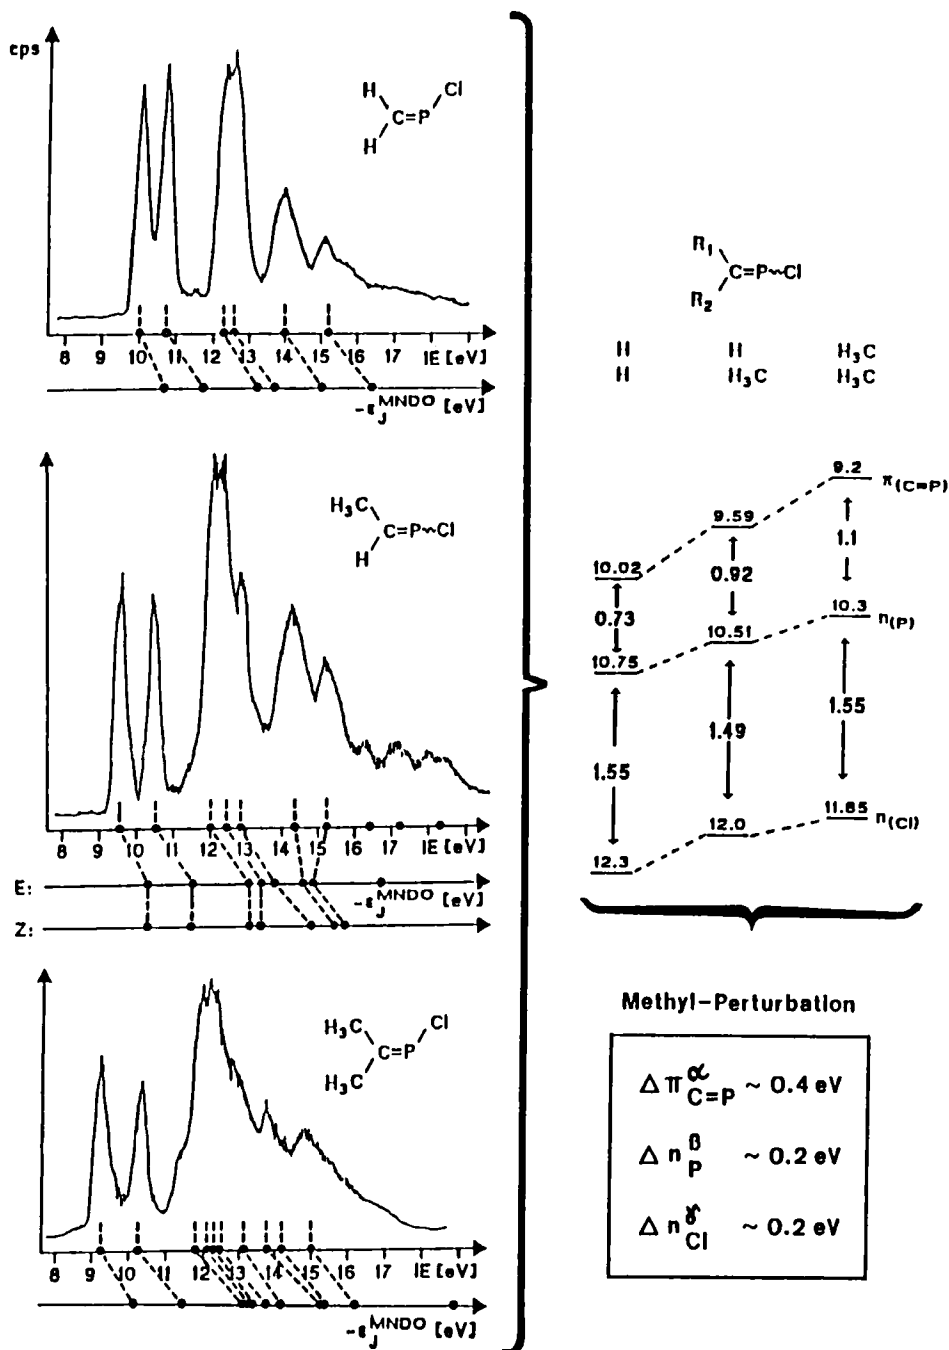 cps
H Cl
C=P
H
8 9 10 11 12 13 14 15 16 17 IE [eV]
-ε_J^MNDO [eV]
H₃C
C=P~Cl
H
8 9 10 11 12 13 14 15 16 17 IE [eV]
E:
-ε_J^MNDO [eV]
Z:
H₃C Cl
C=P
H₃C
8 9 10 11 12 13 14 15 16 17 IE [eV]
-ε_J^MNDO [eV]
R₁
C=P~Cl
R₂
H H H₃C
H H₃C H₃C
9.2 π(C=P)
9.59
1.1
10.02 0.92
0.73 10.3 n(P)
10.51
10.75
1.55
1.49
1.55
11.85 n(Cl)
12.0
12.3
Methyl-Perturbation
Δ π^α_C=P ~ 0.4 eV
Δ n^β_P ~ 0.2 eV
Δ n^γ_Cl ~ 0.2 eV